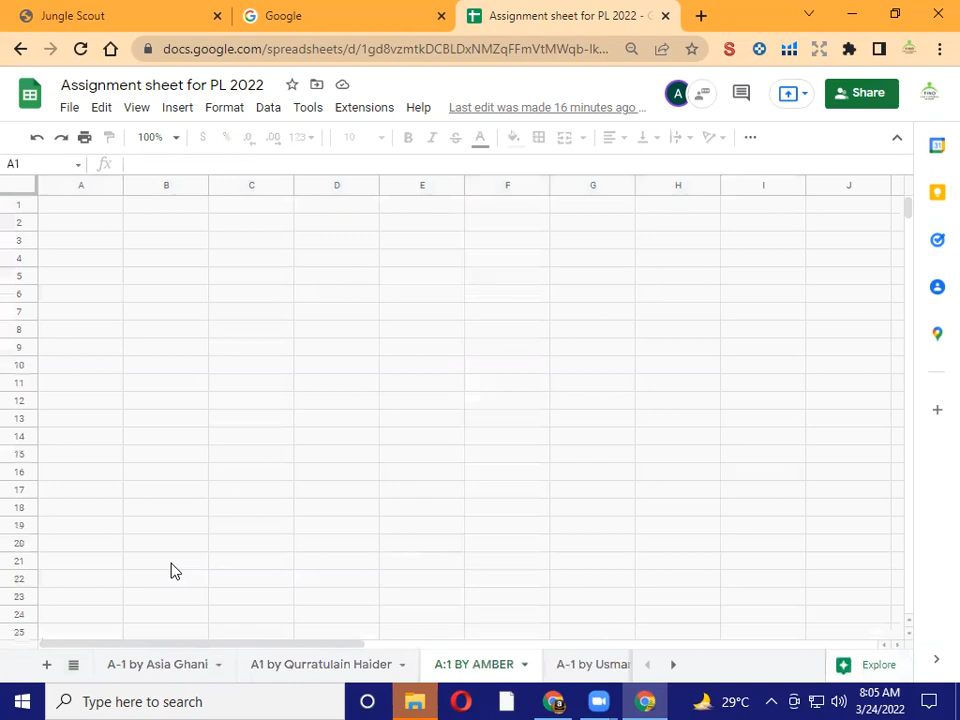 Jungle Scout
Google
Assignment sheet for PL 2022 - G
docs.google.com/spreadsheets/d/1gd8vzmtkDCBLDxNMZqFFmVtMWqb-Ik...
Assignment sheet for PL 2022
File Edit View Insert Format Data Tools Extensions Help Last edit was made 16 minutes ago ...
A
Share
100% $ % .0 .00 123 10 B I S A
A1 fx
A B C D E F G H I J
1
2
3
4
5
6
7
8
9
10
11
12
13
14
15
16
17
18
19
20
21
22
23
24
25
A-1 by Asia Ghani A1 by Qurratulain Haider A:1 BY AMBER A-1 by Usman Explore
Type here to search
29°C
8:05 AM
3/24/2022